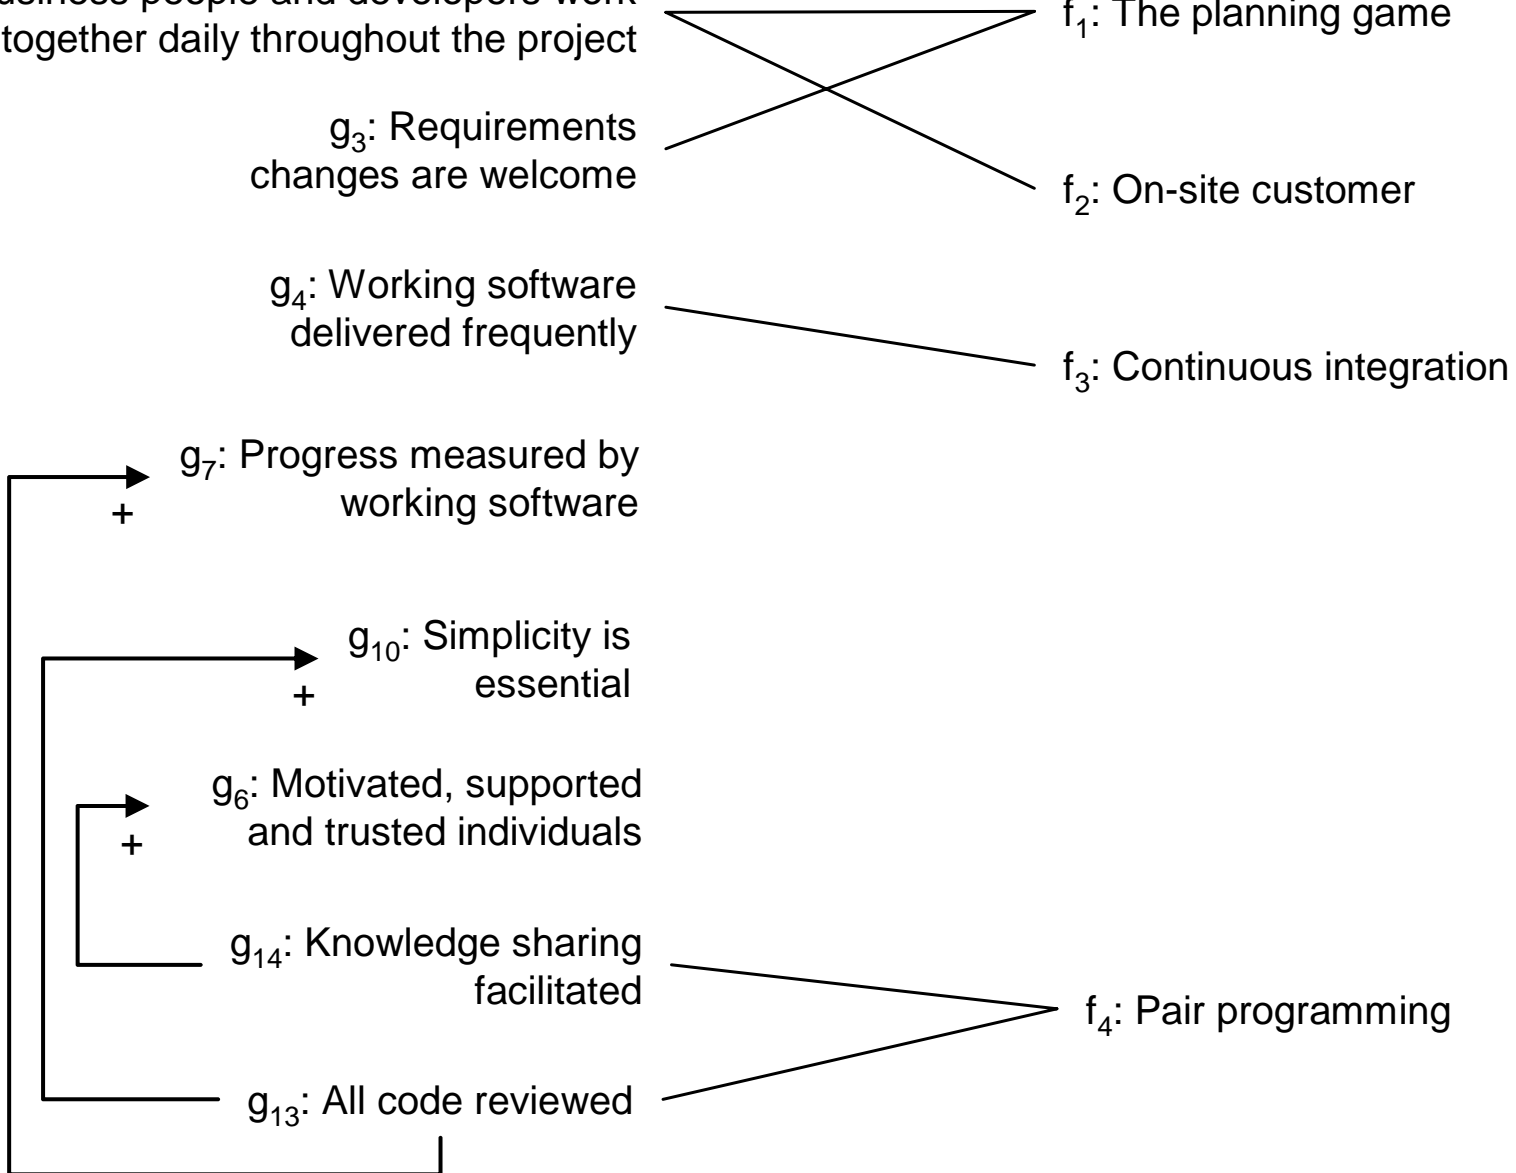 business people and developers work
together daily throughout the project
f₁: The planning game
g₃: Requirements
changes are welcome
f₂: On-site customer
g₄: Working software
delivered frequently
f₃: Continuous integration
g₇: Progress measured by
working software
+
g₁₀: Simplicity is
essential
+
g₆: Motivated, supported
and trusted individuals
+
g₁₄: Knowledge sharing
facilitated
f₄: Pair programming
g₁₃: All code reviewed